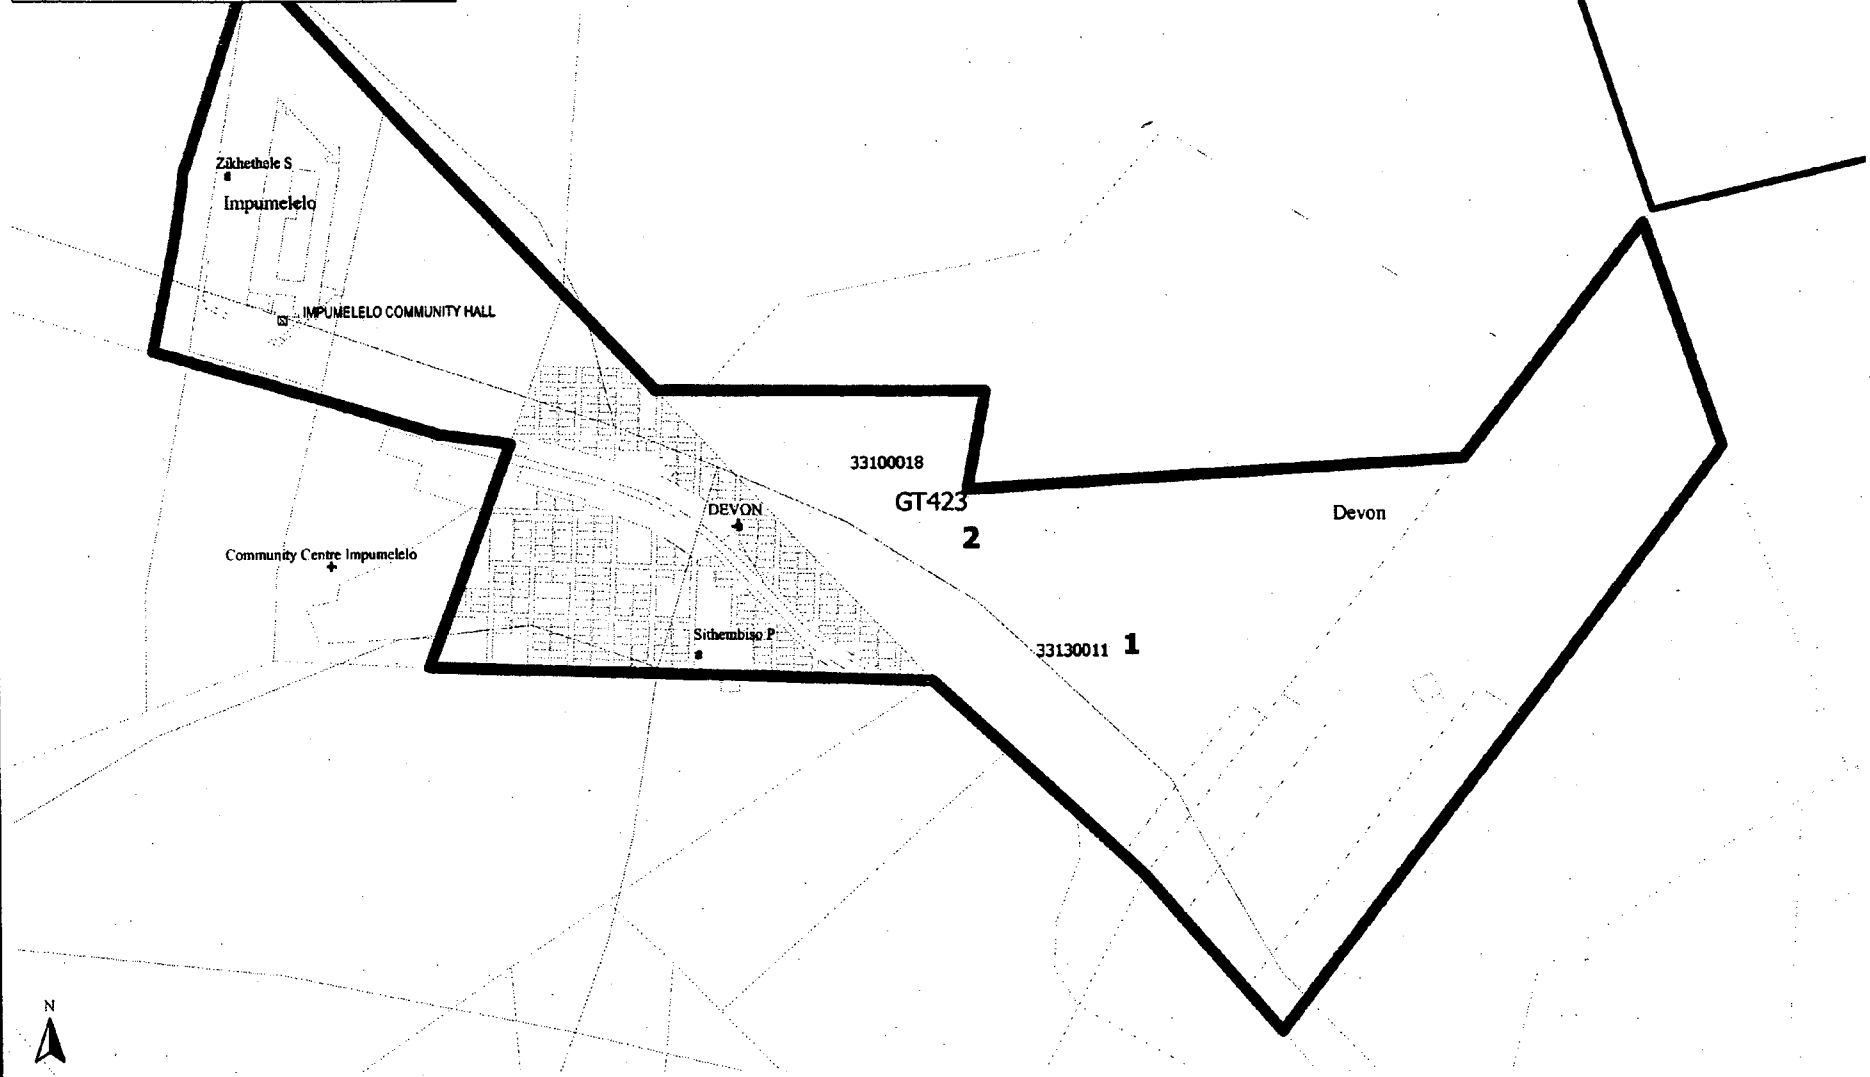 Zikhethele S
Impumelelo
IMPUMELELO COMMUNITY HALL
33100018
GT423
2
DEVON
Devon
Community Centre Impumelelo
Sithembiso P
33130011 1
N